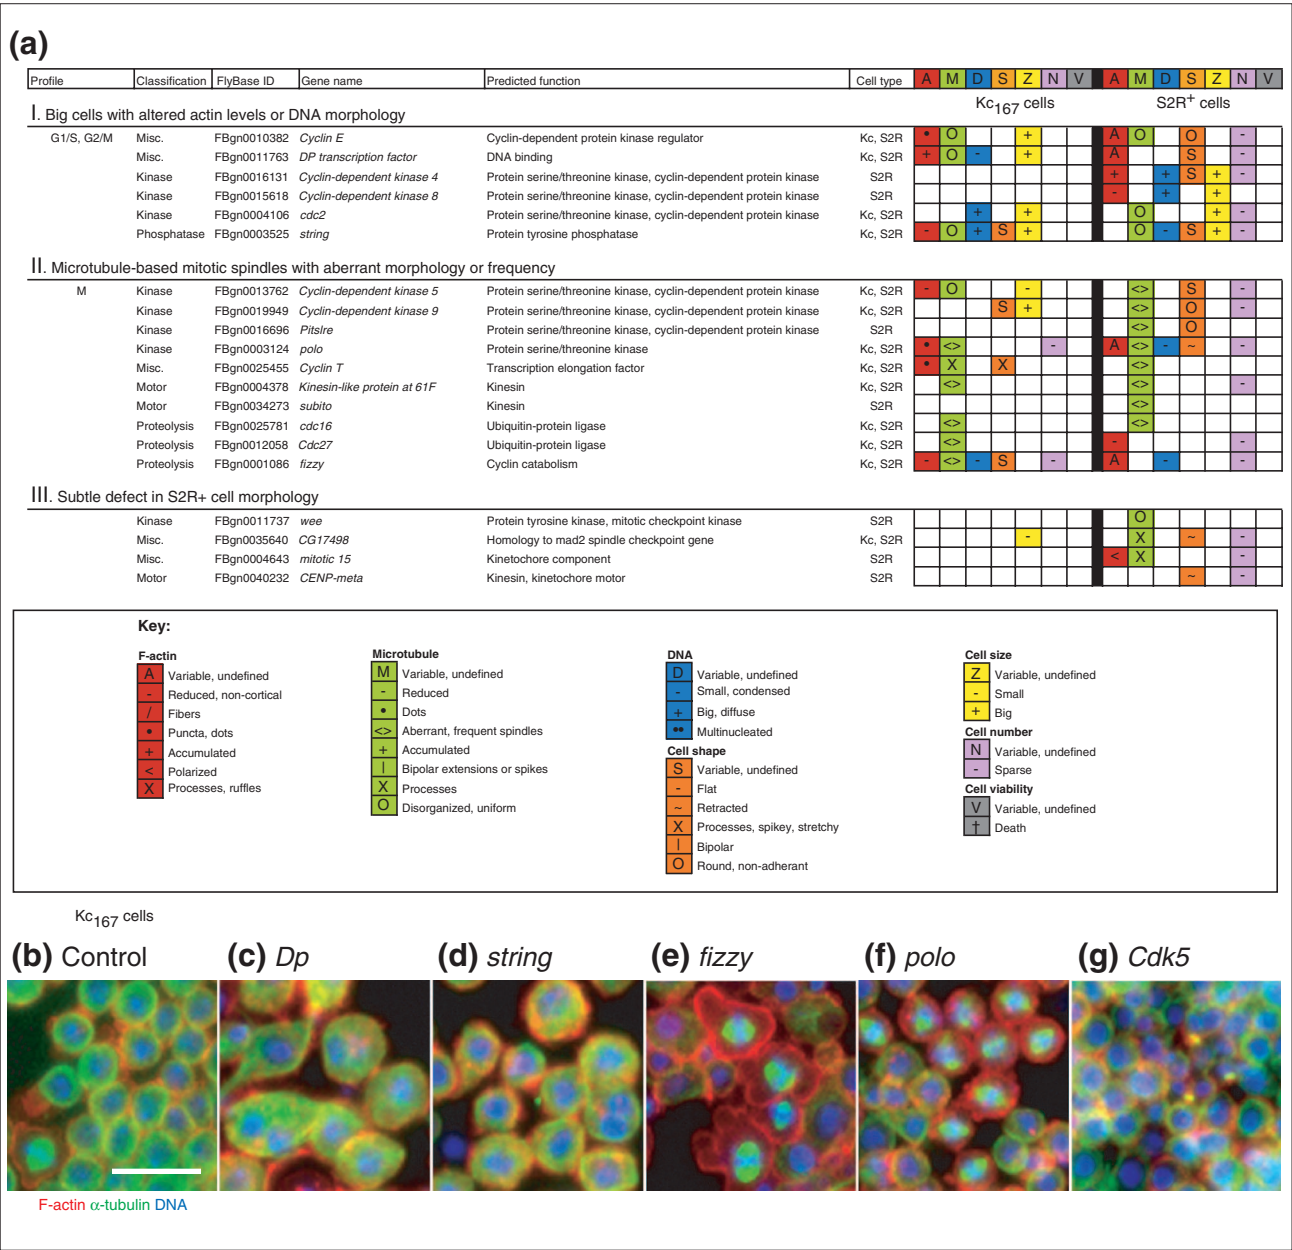 (a)
Profile Classification FlyBase ID Gene name Predicted function Cell type A M D S Z N V A M D S Z N V
Kc167 cells S2R+ cells
I. Big cells with altered actin levels or DNA morphology
G1/S, G2/M Misc. FBgn0010382 Cyclin E Cyclin-dependent protein kinase regulator Kc, S2R • O + A O O -
Misc. FBgn0011763 DP transcription factor DNA binding Kc, S2R + O - + A S -
Kinase FBgn0016131 Cyclin-dependent kinase 4 Protein serine/threonine kinase, cyclin-dependent protein kinase S2R + + S + -
Kinase FBgn0015618 Cyclin-dependent kinase 8 Protein serine/threonine kinase, cyclin-dependent protein kinase S2R - + +
Kinase FBgn0004106 cdc2 Protein serine/threonine kinase, cyclin-dependent protein kinase Kc, S2R + + O + -
Phosphatase FBgn0003525 string Protein tyrosine phosphatase Kc, S2R - O + S + O - S + -
II. Microtubule-based mitotic spindles with aberrant morphology or frequency
M Kinase FBgn0013762 Cyclin-dependent kinase 5 Protein serine/threonine kinase, cyclin-dependent protein kinase Kc, S2R - O - <> S -
Kinase FBgn0019949 Cyclin-dependent kinase 9 Protein serine/threonine kinase, cyclin-dependent protein kinase Kc, S2R S + <> O -
Kinase FBgn0016696 Pitslre Protein serine/threonine kinase, cyclin-dependent protein kinase S2R <> O
Kinase FBgn0003124 polo Protein serine/threonine kinase Kc, S2R • <> - A <> - ~ -
Misc. FBgn0025455 Cyclin T Transcription elongation factor Kc, S2R • X X <>
Motor FBgn0004378 Kinesin-like protein at 61F Kinesin Kc, S2R <> <> -
Motor FBgn0034273 subito Kinesin S2R <>
Proteolysis FBgn0025781 cdc16 Ubiquitin-protein ligase Kc, S2R <> <>
Proteolysis FBgn0012058 Cdc27 Ubiquitin-protein ligase Kc, S2R <> - -
Proteolysis FBgn0001086 fizzy Cyclin catabolism Kc, S2R - <> - S - A - -
III. Subtle defect in S2R+ cell morphology
Kinase FBgn0011737 wee Protein tyrosine kinase, mitotic checkpoint kinase S2R O
Misc. FBgn0035640 CG17498 Homology to mad2 spindle checkpoint gene Kc, S2R - X ~ -
Misc. FBgn0004643 mitotic 15 Kinetochore component S2R < X -
Motor FBgn0040232 CENP-meta Kinesin, kinetochore motor S2R ~ -
Key:
F-actin
A Variable, undefined
- Reduced, non-cortical
/ Fibers
• Puncta, dots
+ Accumulated
< Polarized
X Processes, ruffles
Microtubule
M Variable, undefined
- Reduced
• Dots
<> Aberrant, frequent spindles
+ Accumulated
| Bipolar extensions or spikes
X Processes
O Disorganized, uniform
DNA
D Variable, undefined
- Small, condensed
+ Big, diffuse
•• Multinucleated
Cell shape
S Variable, undefined
- Flat
~ Retracted
X Processes, spikey, stretchy
| Bipolar
O Round, non-adherant
Cell size
Z Variable, undefined
- Small
+ Big
Cell number
N Variable, undefined
- Sparse
Cell viability
V Variable, undefined
† Death
Kc167 cells
(b) Control (c) Dp (d) string (e) fizzy (f) polo (g) Cdk5
F-actin α-tubulin DNA